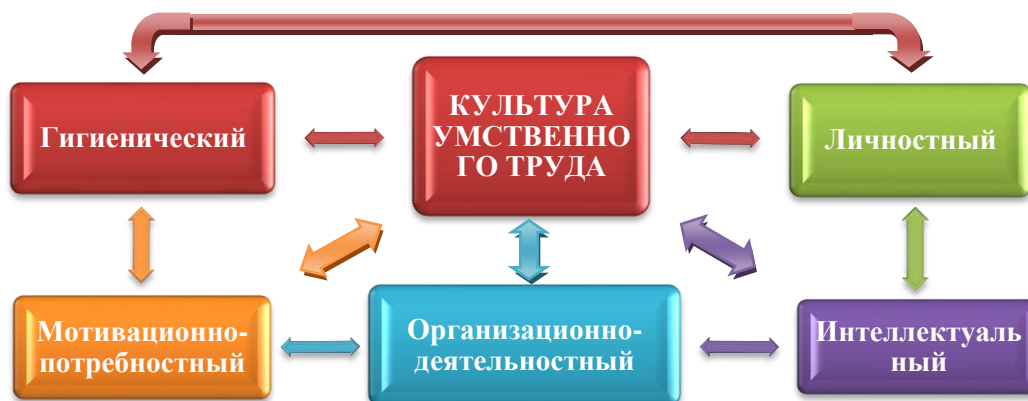 Гигиенический
КУЛЬТУРА
УМСТВЕННО
ГО ТРУДА
Личностный
Мотивационно-
потребностный
Организационно-
деятельностный
Интеллектуаль
ный